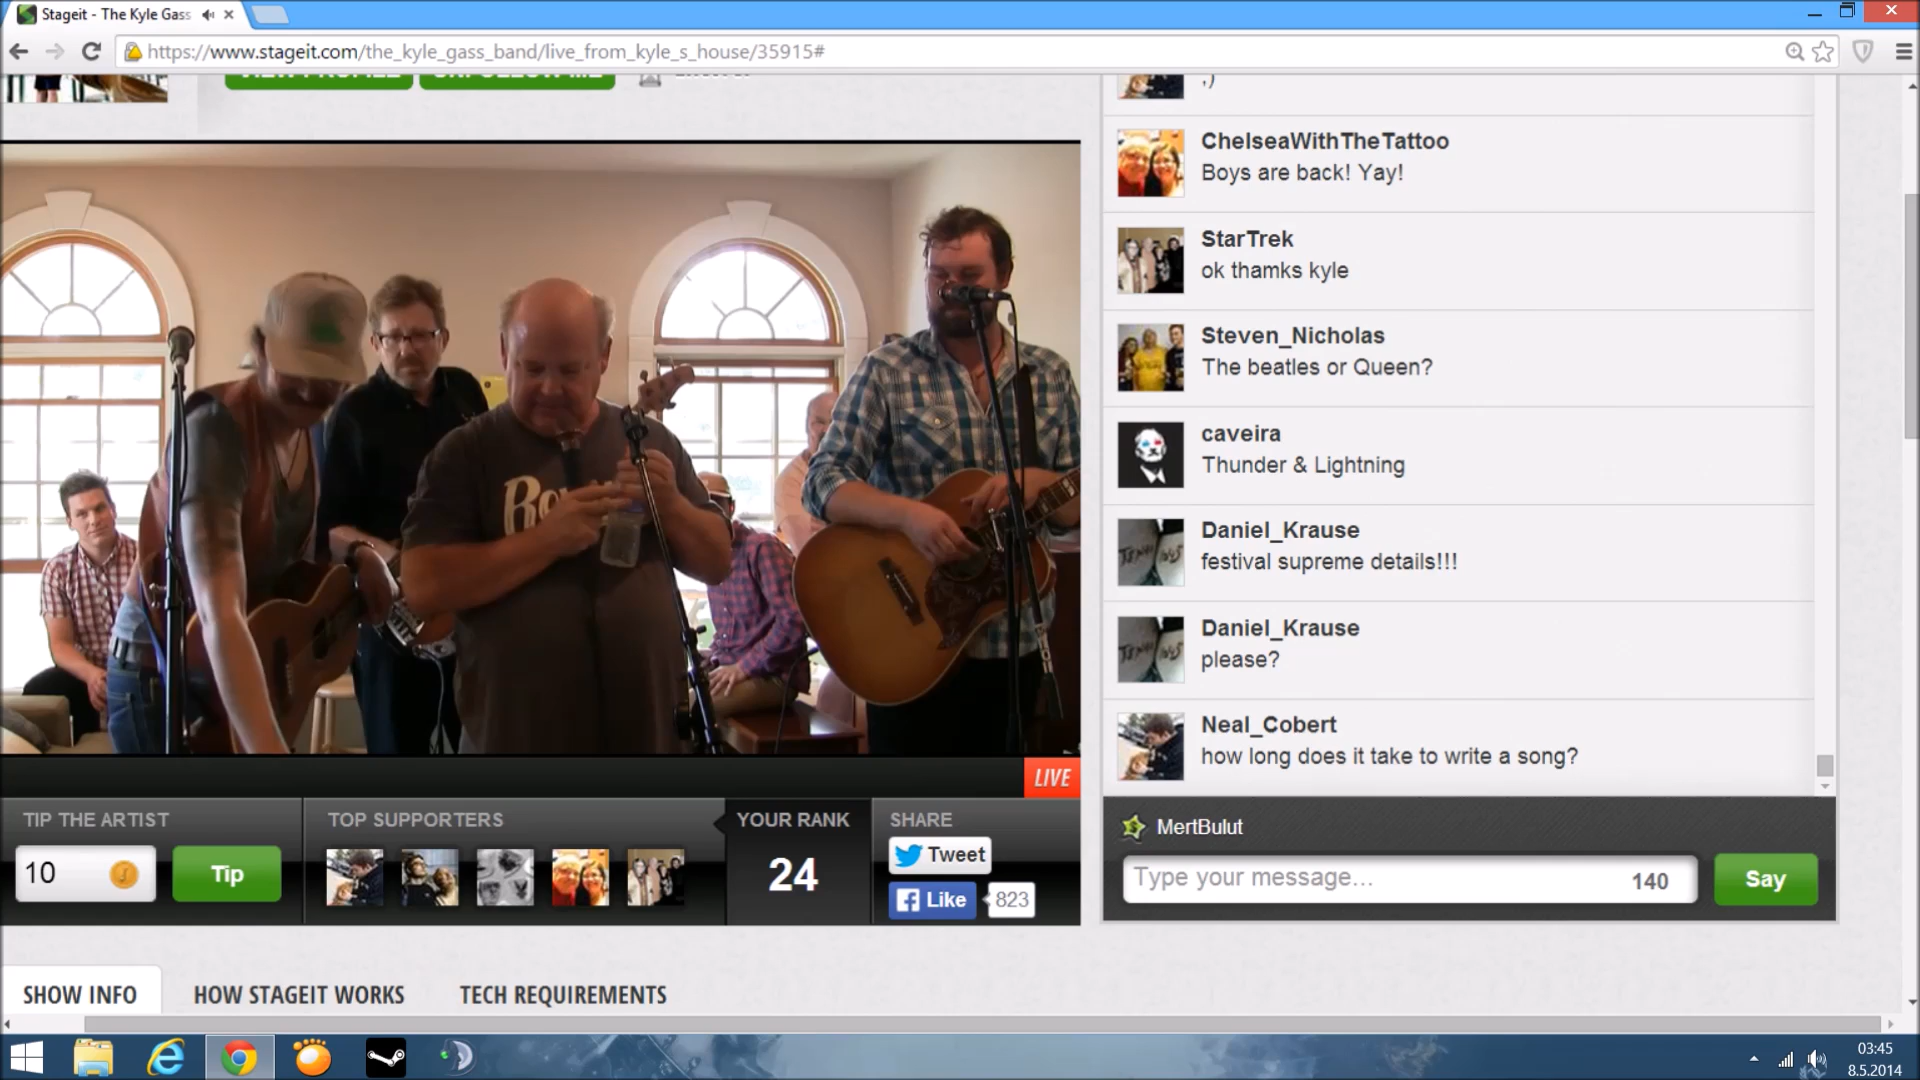 Stageit - The Kyle Gass
https://www.stageit.com/the_kyle_gass_band/live_from_kyle_s_house/35915#
VIEW PROFILE
UNFOLLOW ME
;)
ChelseaWithTheTattoo
Boys are back! Yay!
StarTrek
ok thamks kyle
Steven_Nicholas
The beatles or Queen?
caveira
Thunder & Lightning
Daniel_Krause
festival supreme details!!!
Daniel_Krause
please?
Neal_Cobert
how long does it take to write a song?
LIVE
TIP THE ARTIST
10
Tip
TOP SUPPORTERS
YOUR RANK
24
SHARE
Tweet
Like
823
MertBulut
Type your message...
140
Say
SHOW INFO
HOW STAGEIT WORKS
TECH REQUIREMENTS
03:45
8.5.2014